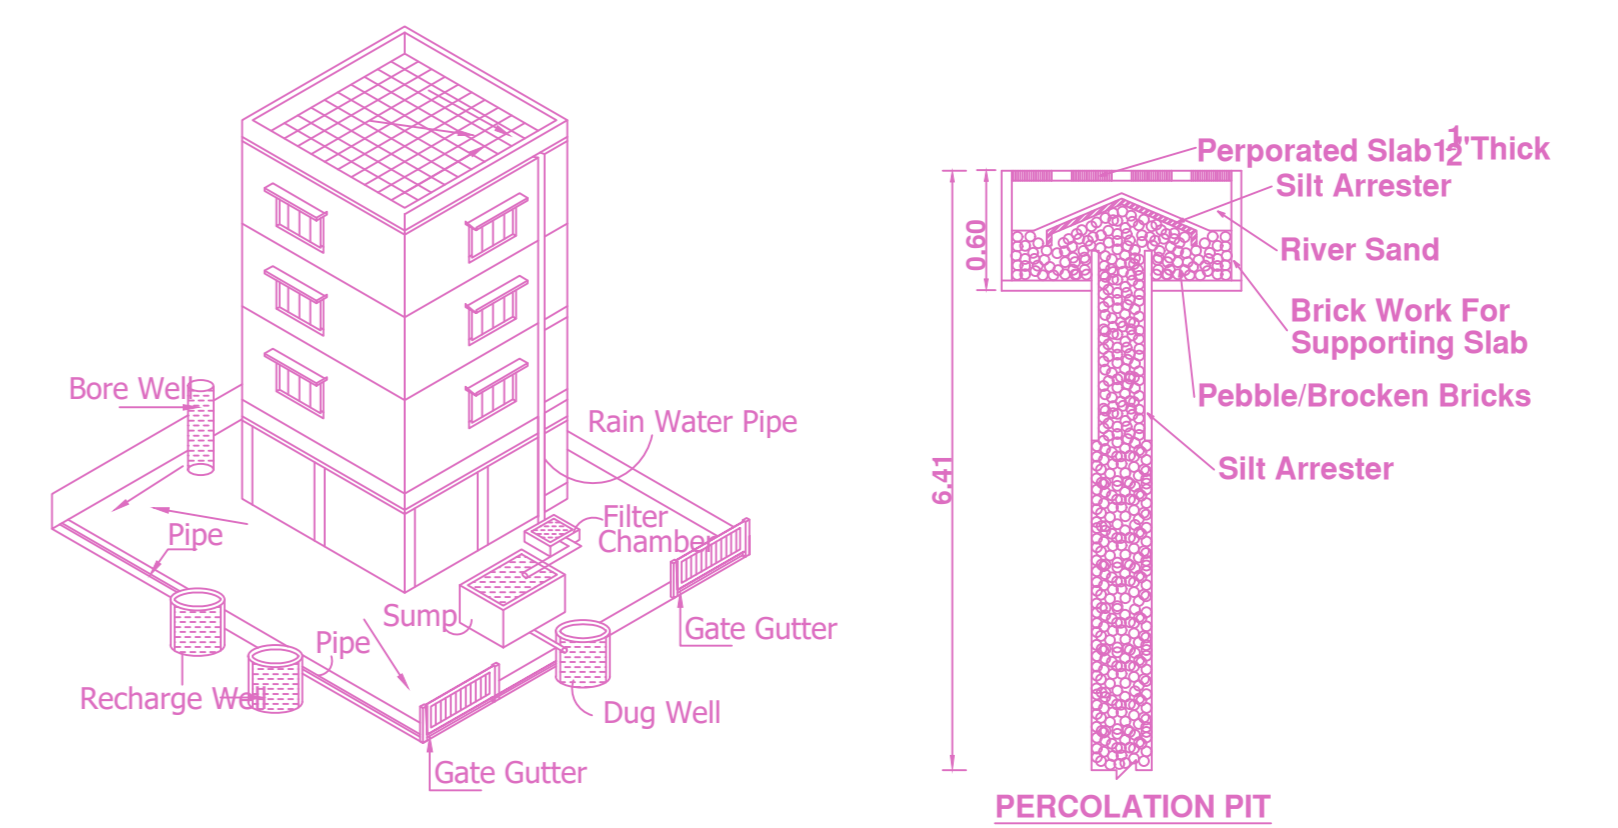 Bore Well
Rain Water Pipe
Filter
Chamber
Pipe
Sump
Pipe
Gate Gutter
Recharge Well
Dug Well
Gate Gutter
Perporated Slab 1 1/2" Thick
Silt Arrester
River Sand
Brick Work For
Supporting Slab
Pebble/Brocken Bricks
Silt Arrester
0.60
6.41
PERCOLATION PIT